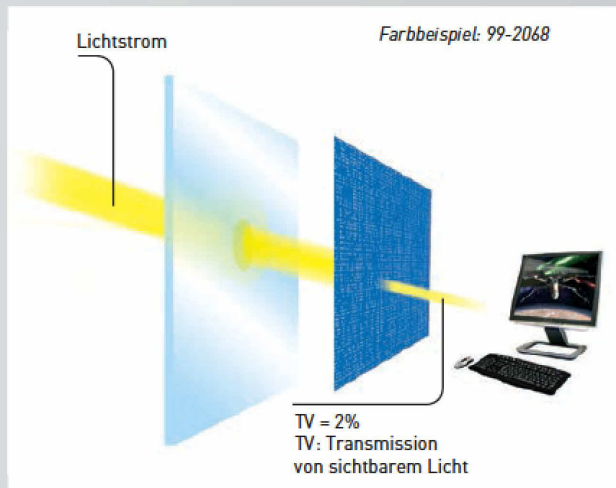 Lichtstrom
Farbbeispiel: 99-2068
TV = 2%
TV: Transmission
von sichtbarem Licht